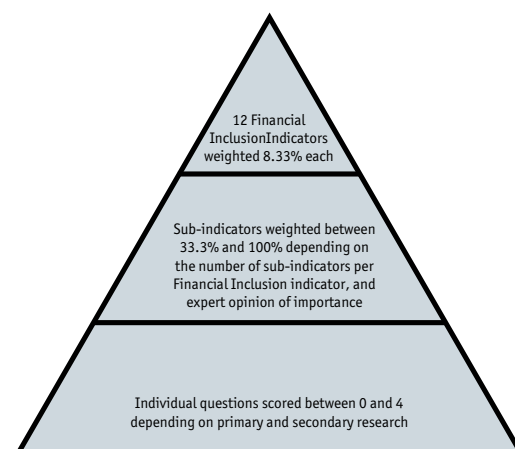 12 Financial
InclusionIndicators
weighted 8.33% each
Sub-indicators weighted between
33.3% and 100% depending on
the number of sub-indicators per
Financial Inclusion indicator, and
expert opinion of importance
Individual questions scored between 0 and 4
depending on primary and secondary research